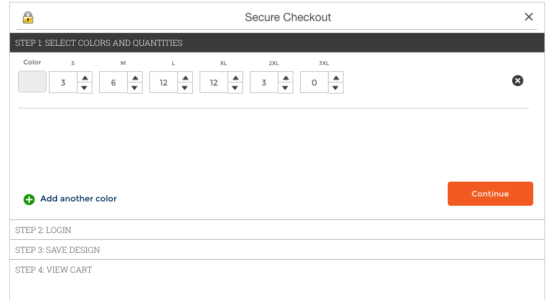 Secure Checkout
STEP 1: SELECT COLORS AND QUANTITIES
Color S M L XL 2XL 3XL
3 6 12 12 3 0
Add another color
Continue
STEP 2: LOGIN
STEP 3: SAVE DESIGN
STEP 4: VIEW CART